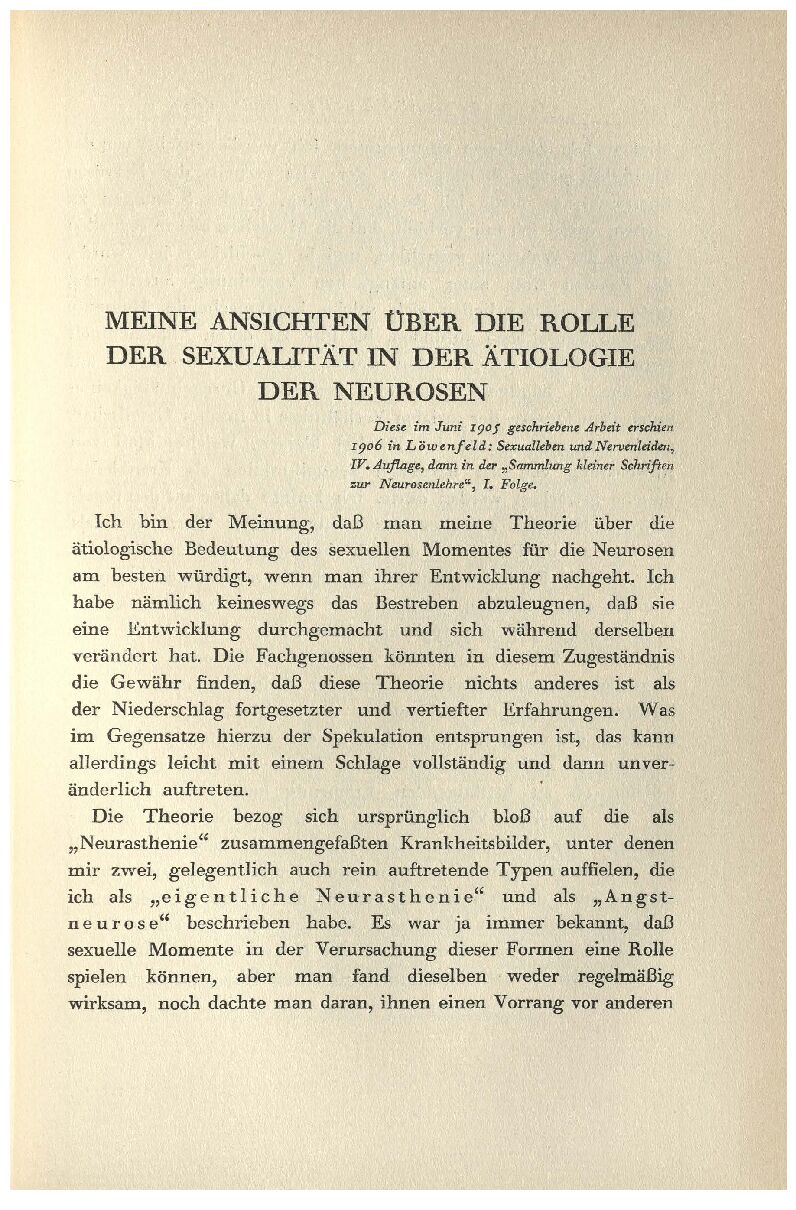 MEINE ANSICHTEN ÜBER DIE ROLLE
DER SEXUALITÄT IN DER ÄTIOLOGIE
DER NEUROSEN
Diese im Juni 1905 geschriebene Arbeit erschien
1906 in Löwenfeld: Sexualleben und Nervenleiden,
IV. Auflage, dann in der „Sammlung kleiner Schriften
zur Neurosenlehre“, I. Folge.
Ich bin der Meinung, daß man meine Theorie über die
ätiologische Bedeutung des sexuellen Momentes für die Neurosen
am besten würdigt, wenn man ihrer Entwicklung nachgeht. Ich
habe nämlich keineswegs das Bestreben abzuleugnen, daß sie
eine Entwicklung durchgemacht und sich während derselben
verändert hat. Die Fachgenossen könnten in diesem Zugeständnis
die Gewähr finden, daß diese Theorie nichts anderes ist als
der Niederschlag fortgesetzter und vertiefter Erfahrungen. Was
im Gegensatze hierzu der Spekulation entsprungen ist, das kann
allerdings leicht mit einem Schlage vollständig und dann unver-
änderlich auftreten.
Die Theorie bezog sich ursprünglich bloß auf die als
„Neurasthenie“ zusammengefaßten Krankheitsbilder, unter denen
mir zwei, gelegentlich auch rein auftretende Typen auffielen, die
ich als „eigentliche Neurasthenie“ und als „Angst-
neurose“ beschrieben habe. Es war ja immer bekannt, daß
sexuelle Momente in der Verursachung dieser Formen eine Rolle
spielen können, aber man fand dieselben weder regelmäßig
wirksam, noch dachte man daran, ihnen einen Vorrang vor anderen